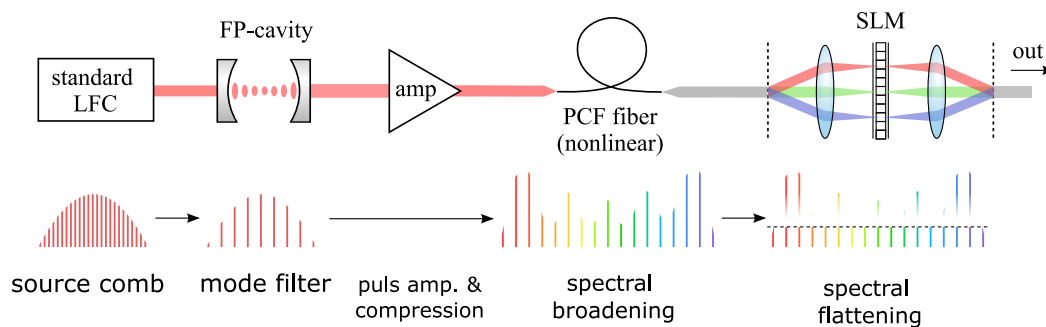 SLM
FP-cavity
out
standard
LFC
amp
PCF fiber
(nonlinear)
source comb
mode filter
puls amp. &
compression
spectral
broadening
spectral
flattening